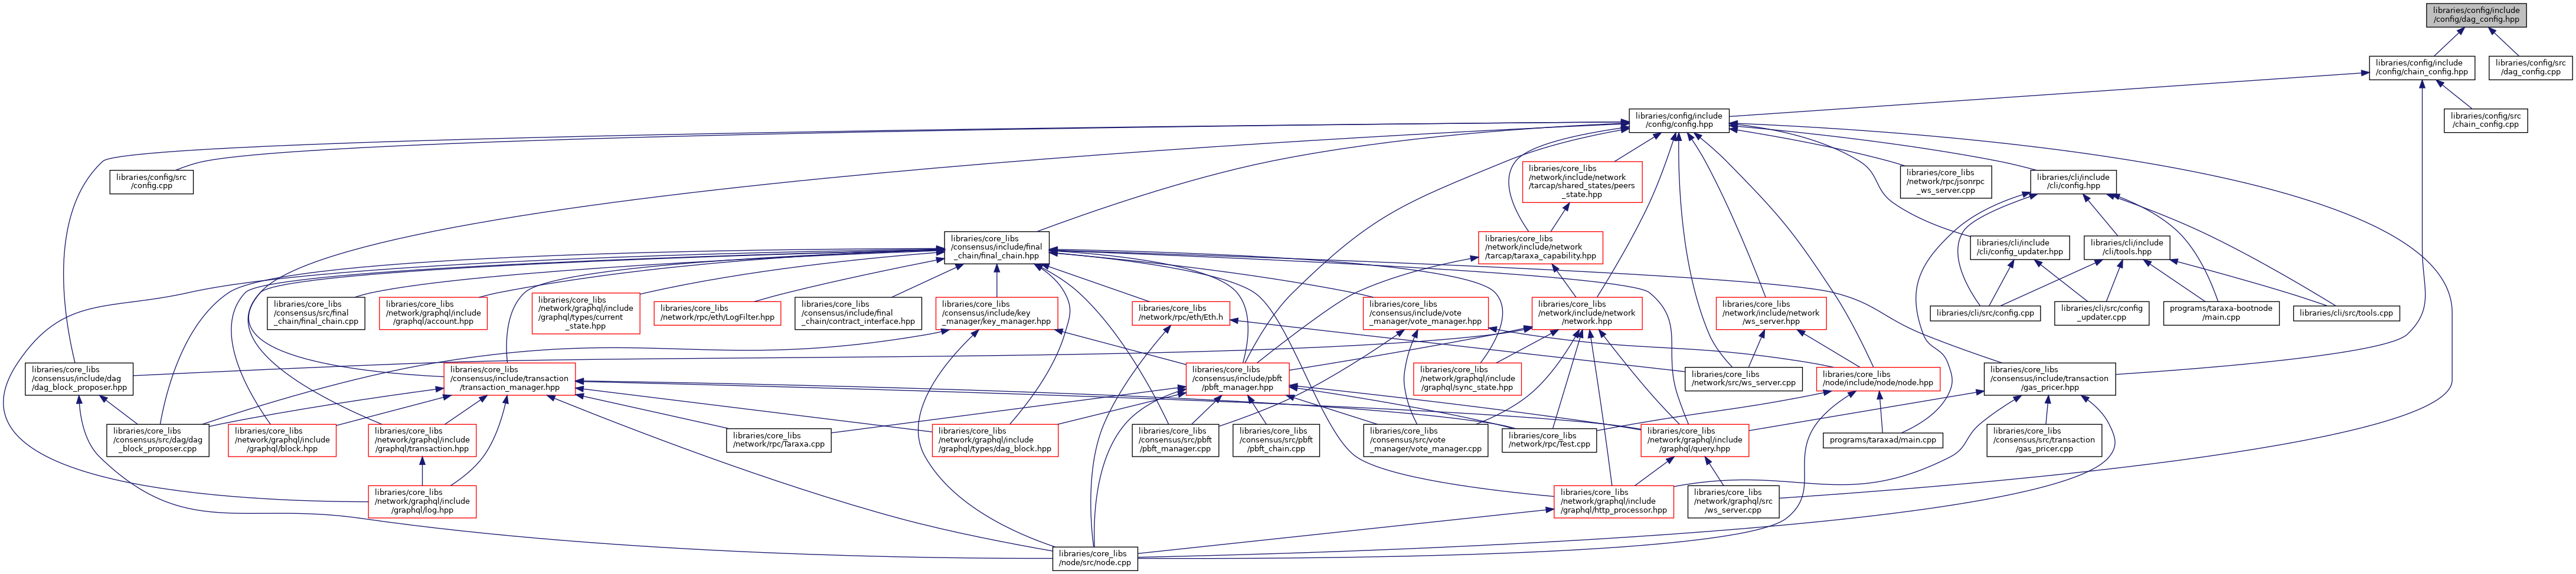 libraries/config/include
/config/dag_config.hpp
libraries/config/include
/config/chain_config.hpp
libraries/config/src
/dag_config.cpp
libraries/config/include
/config/config.hpp
libraries/config/src
/chain_config.cpp
libraries/config/src
/config.cpp
libraries/core_libs
/network/include/network
/tarcap/shared_states/peers
_state.hpp
libraries/core_libs
/network/rpc/jsonrpc
_ws_server.cpp
libraries/cli/include
/cli/config.hpp
libraries/core_libs
/consensus/include/final
_chain/final_chain.hpp
libraries/core_libs
/network/include/network
/tarcap/taraxa_capability.hpp
libraries/cli/include
/cli/config_updater.hpp
libraries/cli/include
/cli/tools.hpp
libraries/core_libs
/consensus/src/final
_chain/final_chain.cpp
libraries/core_libs
/network/graphql/include
/graphql/account.hpp
libraries/core_libs
/network/graphql/include
/graphql/types/current
_state.hpp
libraries/core_libs
/network/rpc/eth/LogFilter.hpp
libraries/core_libs
/consensus/include/final
_chain/contract_interface.hpp
libraries/core_libs
/consensus/include/key
_manager/key_manager.hpp
libraries/core_libs
/network/rpc/eth/Eth.h
libraries/core_libs
/consensus/include/vote
_manager/vote_manager.hpp
libraries/core_libs
/network/include/network
/network.hpp
libraries/core_libs
/network/include/network
/ws_server.hpp
libraries/cli/src/config.cpp
libraries/cli/src/config
_updater.cpp
programs/taraxa-bootnode
/main.cpp
libraries/cli/src/tools.cpp
libraries/core_libs
/consensus/include/dag
/dag_block_proposer.hpp
libraries/core_libs
/consensus/include/transaction
/transaction_manager.hpp
libraries/core_libs
/consensus/include/pbft
/pbft_manager.hpp
libraries/core_libs
/network/graphql/include
/graphql/sync_state.hpp
libraries/core_libs
/network/src/ws_server.cpp
libraries/core_libs
/node/include/node/node.hpp
libraries/core_libs
/consensus/include/transaction
/gas_pricer.hpp
libraries/core_libs
/consensus/src/dag/dag
_block_proposer.cpp
libraries/core_libs
/network/graphql/include
/graphql/block.hpp
libraries/core_libs
/network/graphql/include
/graphql/transaction.hpp
libraries/core_libs
/network/rpc/Taraxa.cpp
libraries/core_libs
/network/graphql/include
/graphql/types/dag_block.hpp
libraries/core_libs
/consensus/src/pbft
/pbft_manager.cpp
libraries/core_libs
/consensus/src/pbft
/pbft_chain.cpp
libraries/core_libs
/consensus/src/vote
_manager/vote_manager.cpp
libraries/core_libs
/network/rpc/Test.cpp
libraries/core_libs
/network/graphql/include
/graphql/query.hpp
programs/taraxad/main.cpp
libraries/core_libs
/consensus/src/transaction
/gas_pricer.cpp
libraries/core_libs
/network/graphql/include
/graphql/log.hpp
libraries/core_libs
/network/graphql/include
/graphql/http_processor.hpp
libraries/core_libs
/network/graphql/src
/ws_server.cpp
libraries/core_libs
/node/src/node.cpp